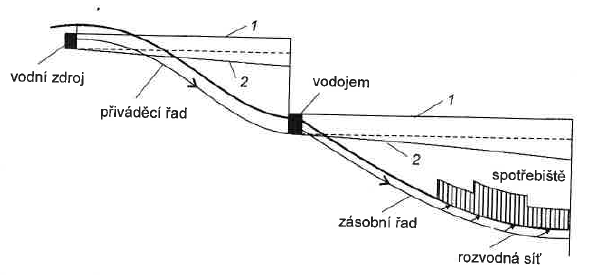 1
vodní zdroj
2
přiváděcí řad
vodojem
1
2
spotřebiště
zásobní řad
rozvodná síť